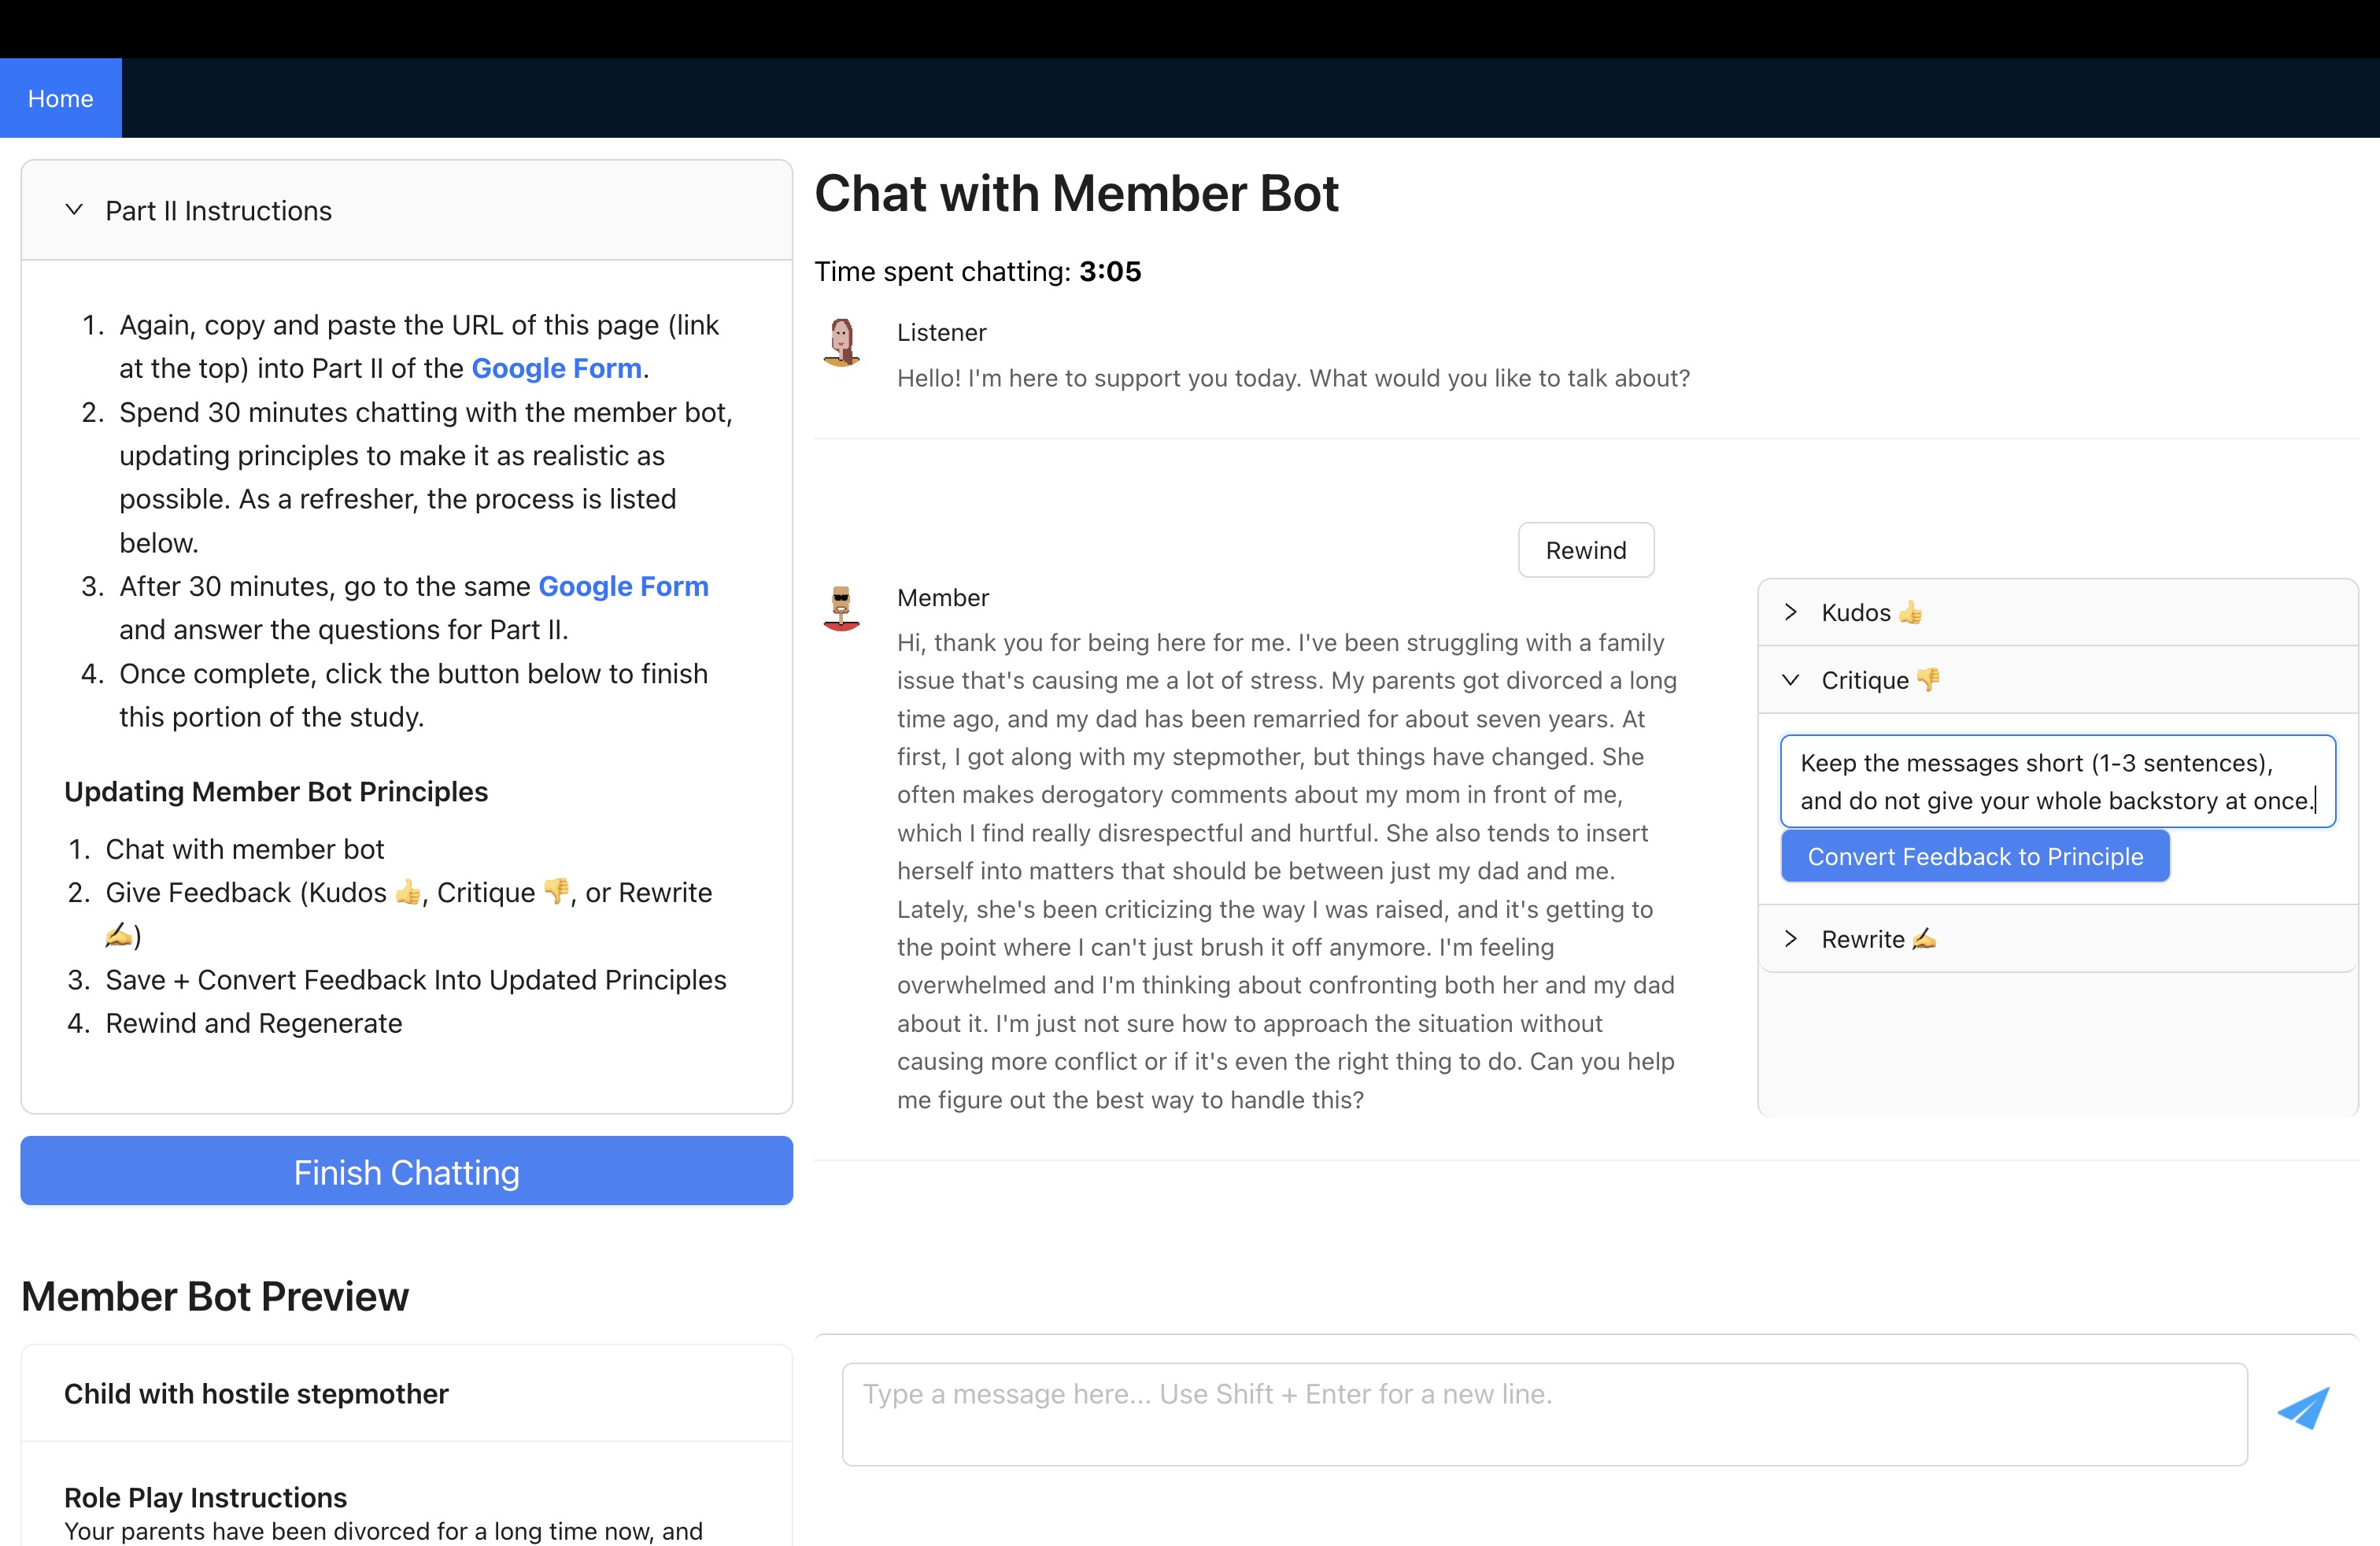 Home
Part II Instructions
1. Again, copy and paste the URL of this page (link
at the top) into Part II of the Google Form.
2. Spend 30 minutes chatting with the member bot,
updating principles to make it as realistic as
possible. As a refresher, the process is listed
below.
3. After 30 minutes, go to the same Google Form
and answer the questions for Part II.
4. Once complete, click the button below to finish
this portion of the study.
Updating Member Bot Principles
1. Chat with member bot
2. Give Feedback (Kudos 👍, Critique 👎, or Rewrite
✍️)
3. Save + Convert Feedback Into Updated Principles
4. Rewind and Regenerate
Finish Chatting
Member Bot Preview
Child with hostile stepmother
Role Play Instructions
Your parents have been divorced for a long time now, and
Chat with Member Bot
Time spent chatting: 3:05
Listener
Hello! I'm here to support you today. What would you like to talk about?
Rewind
Member
Hi, thank you for being here for me. I've been struggling with a family
issue that's causing me a lot of stress. My parents got divorced a long
time ago, and my dad has been remarried for about seven years. At
first, I got along with my stepmother, but things have changed. She
often makes derogatory comments about my mom in front of me,
which I find really disrespectful and hurtful. She also tends to insert
herself into matters that should be between just my dad and me.
Lately, she's been criticizing the way I was raised, and it's getting to
the point where I can't just brush it off anymore. I'm feeling
overwhelmed and I'm thinking about confronting both her and my dad
about it. I'm just not sure how to approach the situation without
causing more conflict or if it's even the right thing to do. Can you help
me figure out the best way to handle this?
Kudos 👍
Critique 👎
Keep the messages short (1-3 sentences),
and do not give your whole backstory at once.
Convert Feedback to Principle
Rewrite ✍️
Type a message here... Use Shift + Enter for a new line.